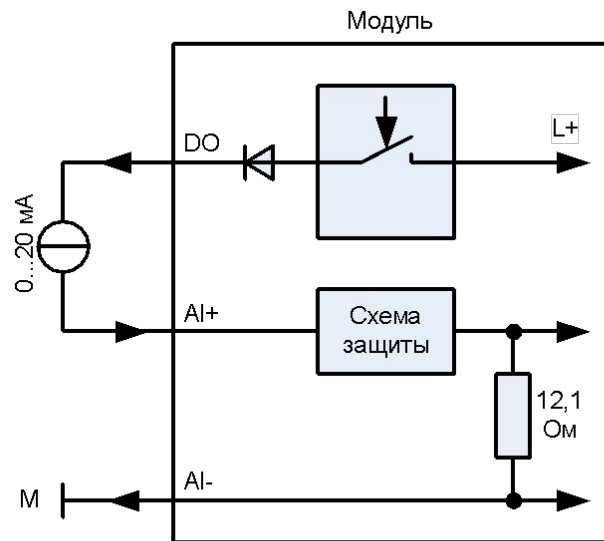 Модуль
DO
L+
0...20 мА
AI+
Схема
защиты
12,1
Ом
AI-
M